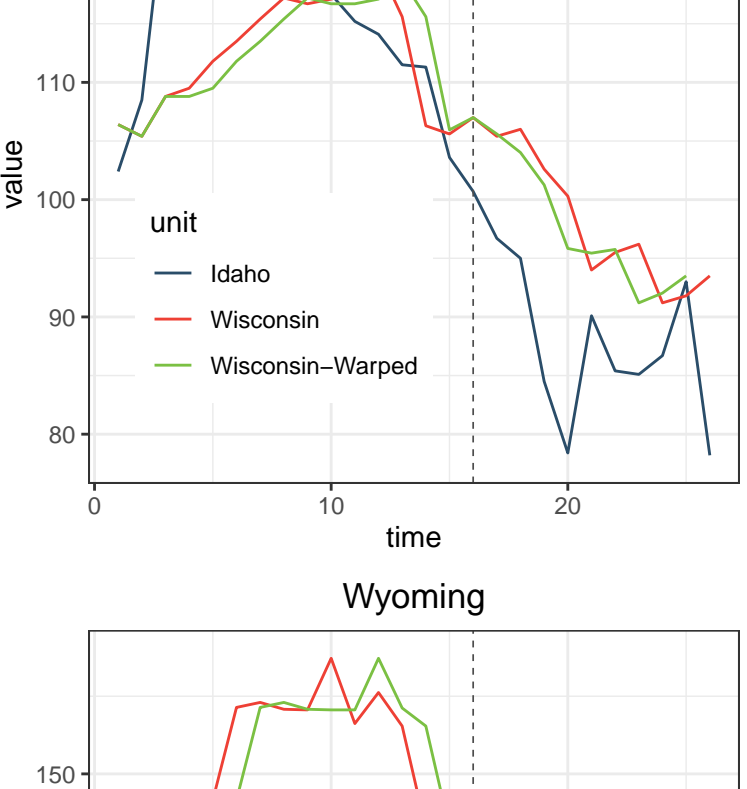 110
100
90
80
value
unit
Idaho
Wisconsin
Wisconsin−Warped
0 10 20
time
Wyoming
150